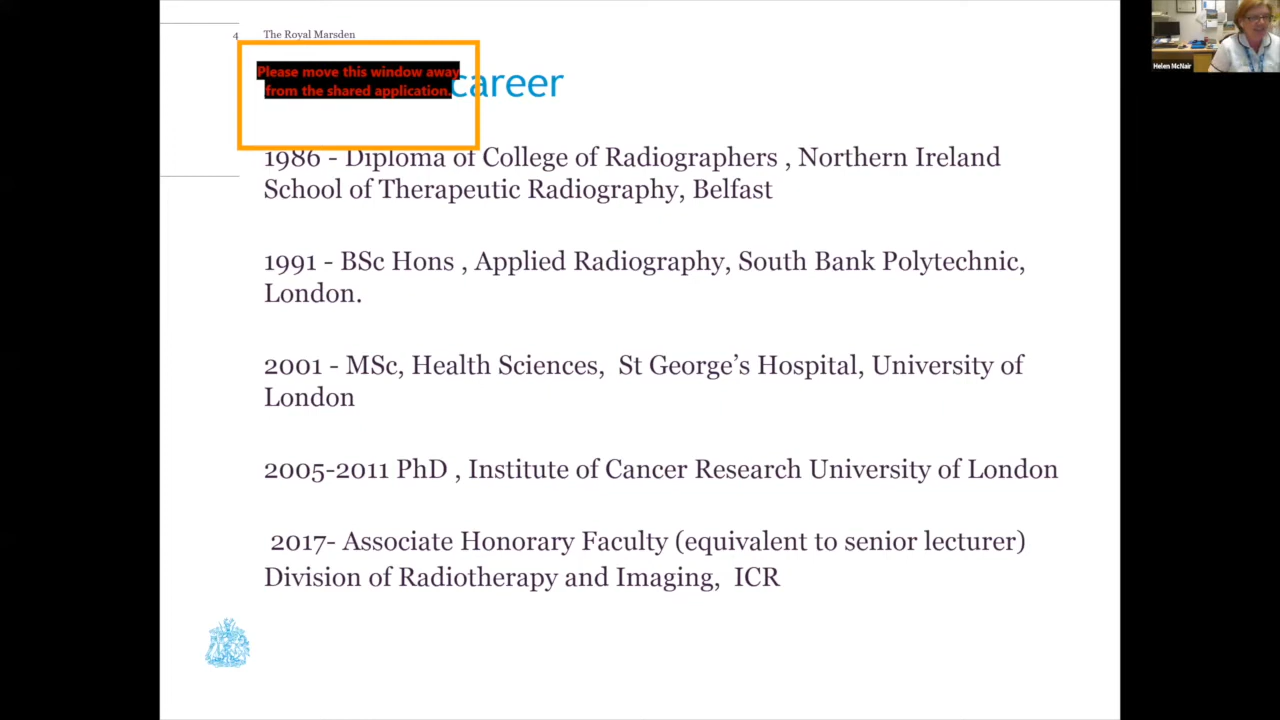 4 The Royal Marsden
Please move this window away
from the shared application.
career
1986 - Diploma of College of Radiographers , Northern Ireland
School of Therapeutic Radiography, Belfast
1991 - BSc Hons , Applied Radiography, South Bank Polytechnic,
London.
2001 - MSc, Health Sciences, St George’s Hospital, University of
London
2005-2011 PhD , Institute of Cancer Research University of London
2017- Associate Honorary Faculty (equivalent to senior lecturer)
Division of Radiotherapy and Imaging, ICR
Helen McNair